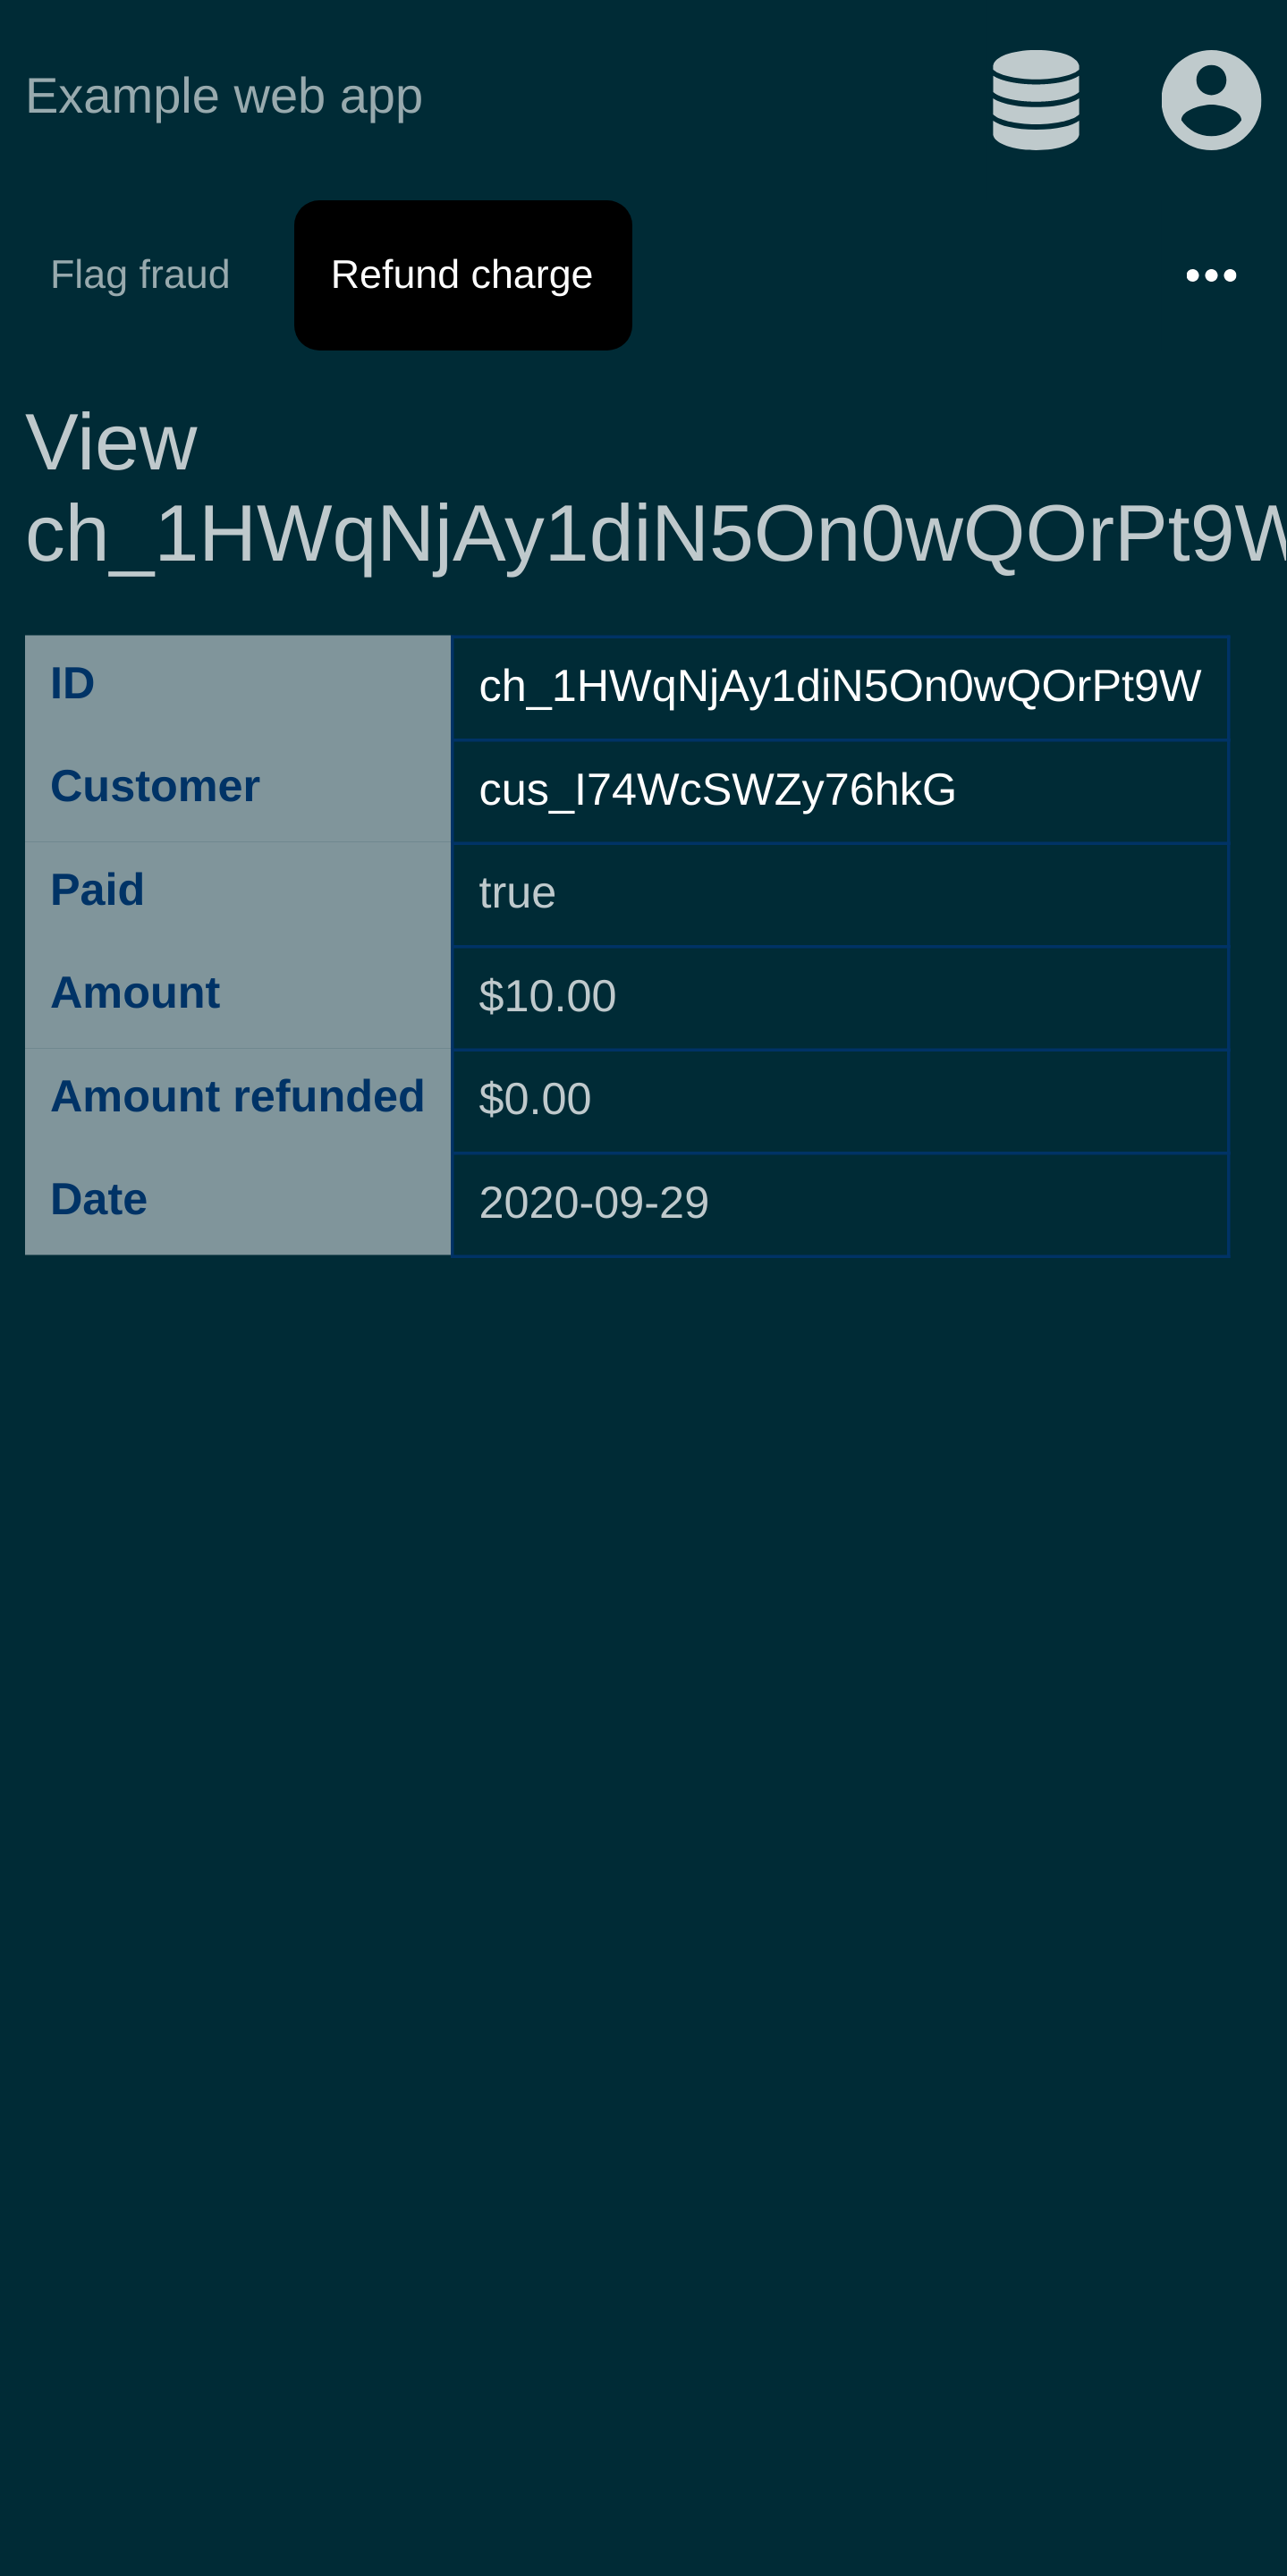 Example web app
Flag fraud Refund charge
View
ch_1HWqNjAy1diN5On0wQOrPt9W
ID ch_1HWqNjAy1diN5On0wQOrPt9W
Customer cus_I74WcSWZy76hkG
Paid true
Amount $10.00
Amount refunded $0.00
Date 2020-09-29